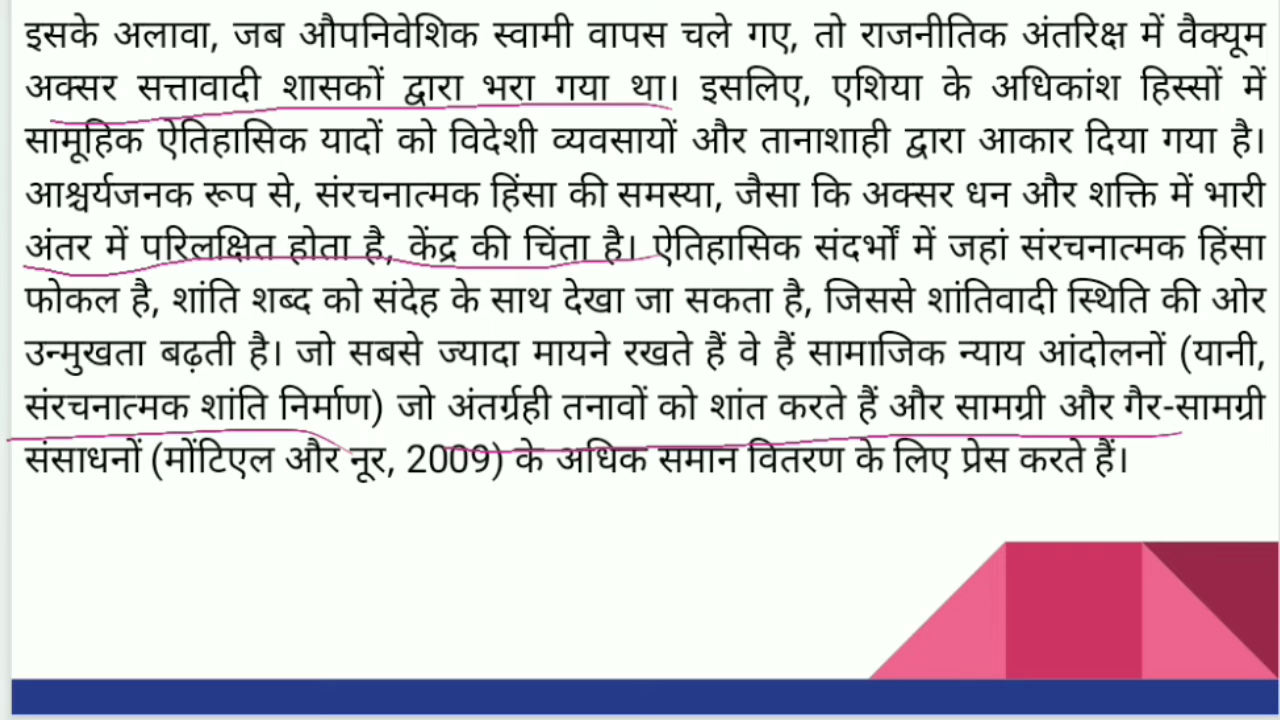 इसके अलावा, जब औपनिवेशिक स्वामी वापस चले गए, तो राजनीतिक अंतरिक्ष में वैक्यूम
अक्सर सत्तावादी शासकों द्वारा भरा गया था। इसलिए, एशिया के अधिकांश हिस्सों में
सामूहिक ऐतिहासिक यादों को विदेशी व्यवसायों और तानाशाही द्वारा आकार दिया गया है।
आश्चर्यजनक रूप से, संरचनात्मक हिंसा की समस्या, जैसा कि अक्सर धन और शक्ति में भारी
अंतर में परिलक्षित होता है, केंद्र की चिंता है। ऐतिहासिक संदर्भों में जहां संरचनात्मक हिंसा
फोकल है, शांति शब्द को संदेह के साथ देखा जा सकता है, जिससे शांतिवादी स्थिति की ओर
उन्मुखता बढ़ती है। जो सबसे ज्यादा मायने रखते हैं वे हैं सामाजिक न्याय आंदोलनों (यानी,
संरचनात्मक शांति निर्माण) जो अंतर्ग्रही तनावों को शांत करते हैं और सामग्री और गैर-सामग्री
संसाधनों (मोंटिएल और नूर, 2009) के अधिक समान वितरण के लिए प्रेस करते हैं।